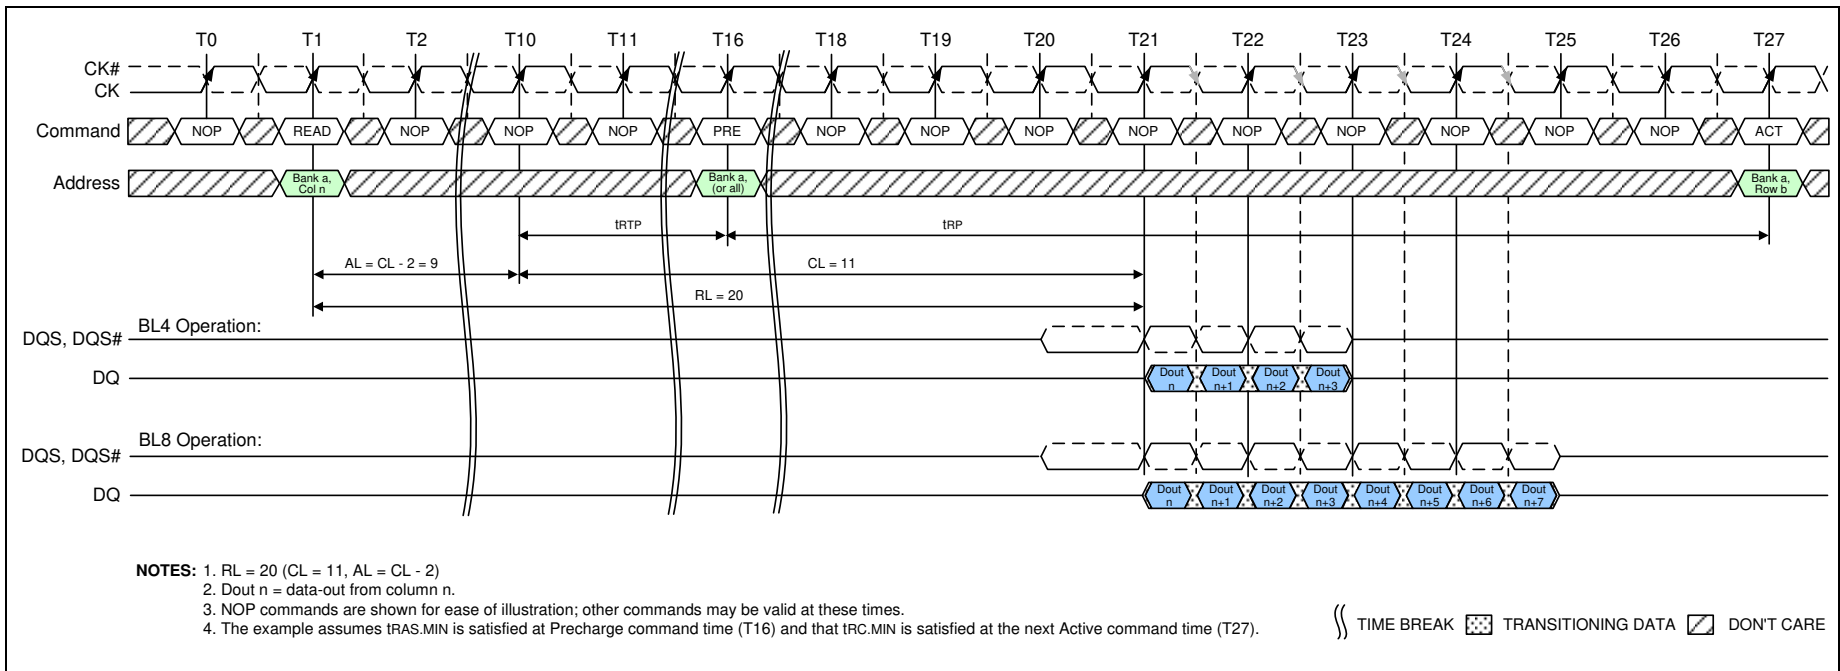 T0 T1 T2 T10 T11 T16 T18 T19 T20 T21 T22 T23 T24 T25 T26 T27
CK#
CK
Command NOP READ NOP NOP NOP PRE NOP NOP NOP NOP NOP NOP NOP NOP NOP ACT
Address
Bank a,
Col n
Bank a,
(or all)
Bank a,
Row b
tRTP tRP
AL = CL - 2 = 9 CL = 11
RL = 20
BL4 Operation:
DQS, DQS#
DQ
Dout
n
Dout
n+1
Dout
n+2
Dout
n+3
BL8 Operation:
DQS, DQS#
DQ
Dout
n
Dout
n+1
Dout
n+2
Dout
n+3
Dout
n+4
Dout
n+5
Dout
n+6
Dout
n+7
NOTES: 1. RL = 20 (CL = 11, AL = CL - 2)
2. Dout n = data-out from column n.
3. NOP commands are shown for ease of illustration; other commands may be valid at these times.
4. The example assumes tRAS.MIN is satisfied at Precharge command time (T16) and that tRC.MIN is satisfied at the next Active command time (T27).
TIME BREAK TRANSITIONING DATA DON'T CARE